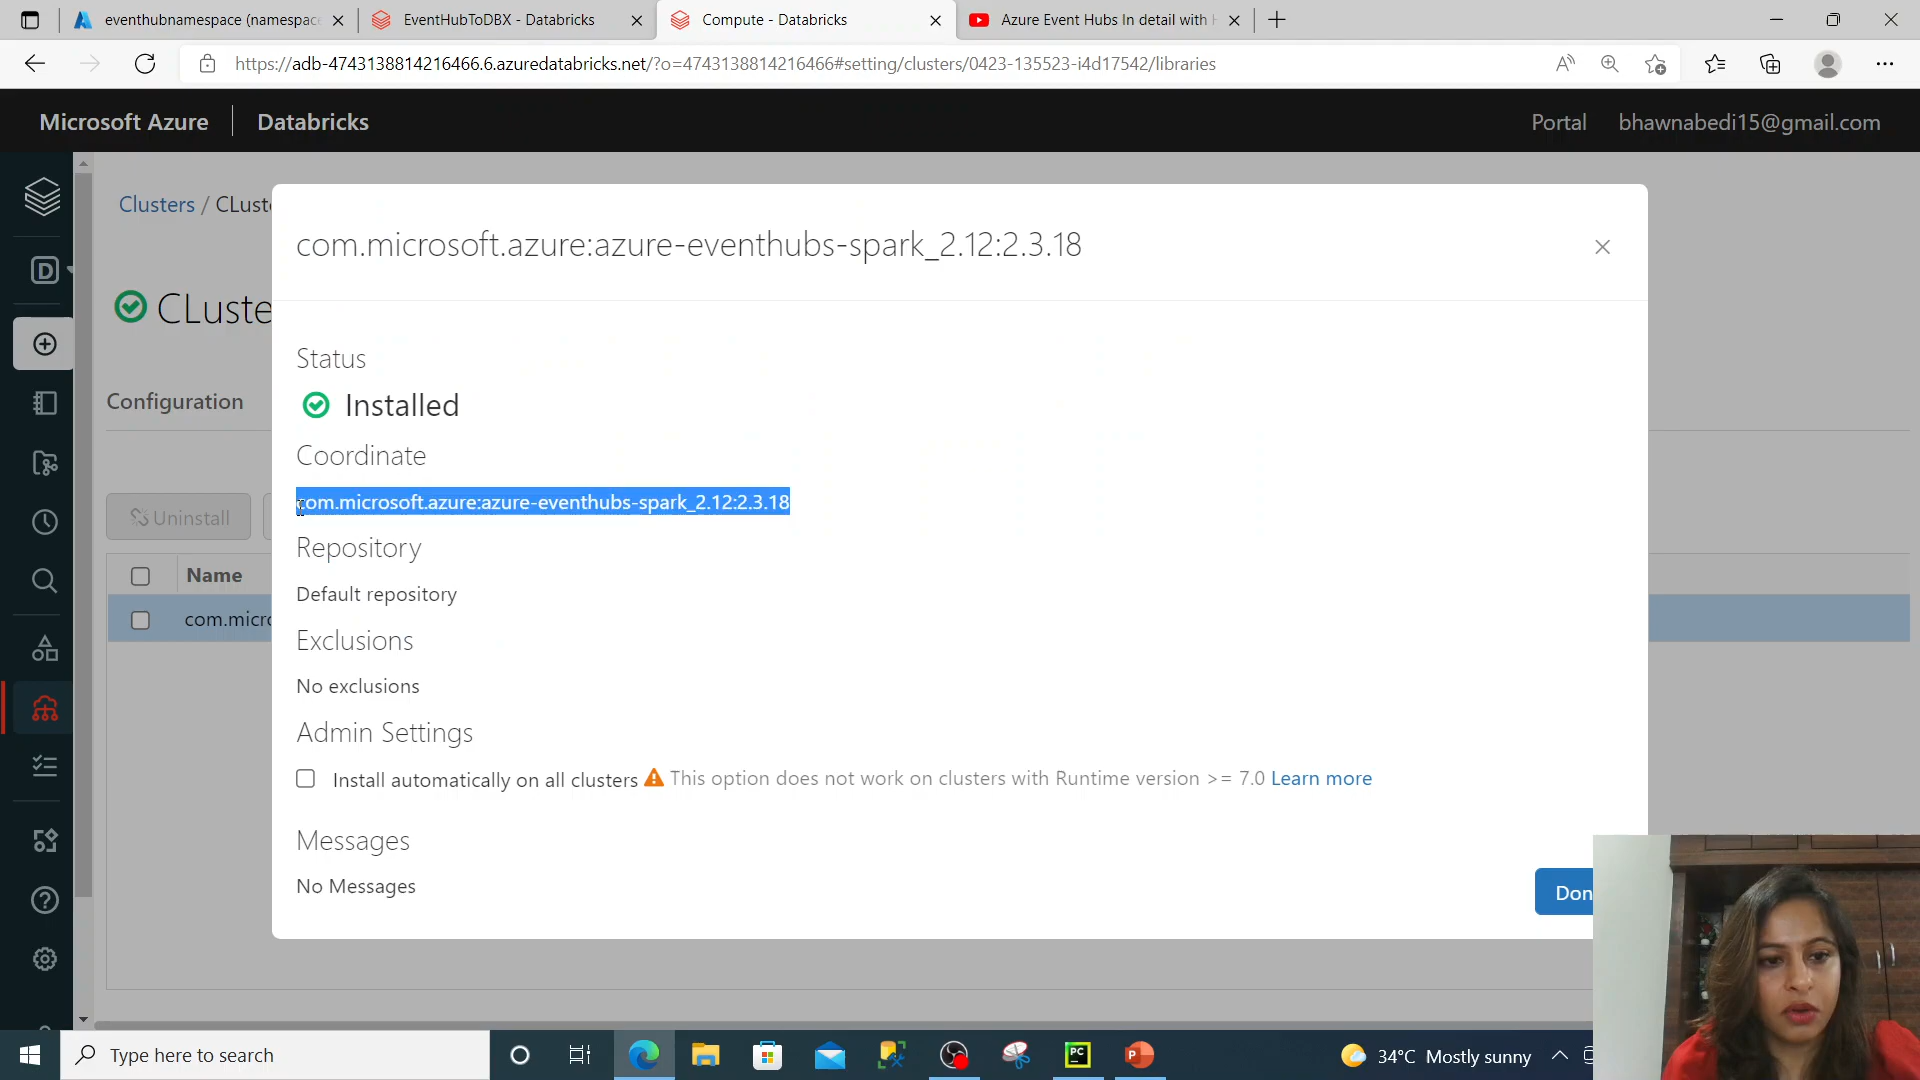 eventhubnamespace (namespace
EventHubToDBX - Databricks
Compute - Databricks
Azure Event Hubs In detail with
https://adb-4743138814216466.6.azuredatabricks.net/?o=4743138814216466#setting/clusters/0423-135523-i4d17542/libraries
Microsoft Azure
Databricks
Portal
bhawnabedi15@gmail.com
Clusters / CLuste
com.microsoft.azure:azure-eventhubs-spark_2.12:2.3.18
CLuste
Status
Installed
Configuration
Coordinate
com.microsoft.azure:azure-eventhubs-spark_2.12:2.3.18
Uninstall
Repository
Name
Default repository
com.micro
Exclusions
No exclusions
Admin Settings
Install automatically on all clusters This option does not work on clusters with Runtime version >= 7.0 Learn more
Messages
No Messages
Don
Type here to search
34°C Mostly sunny